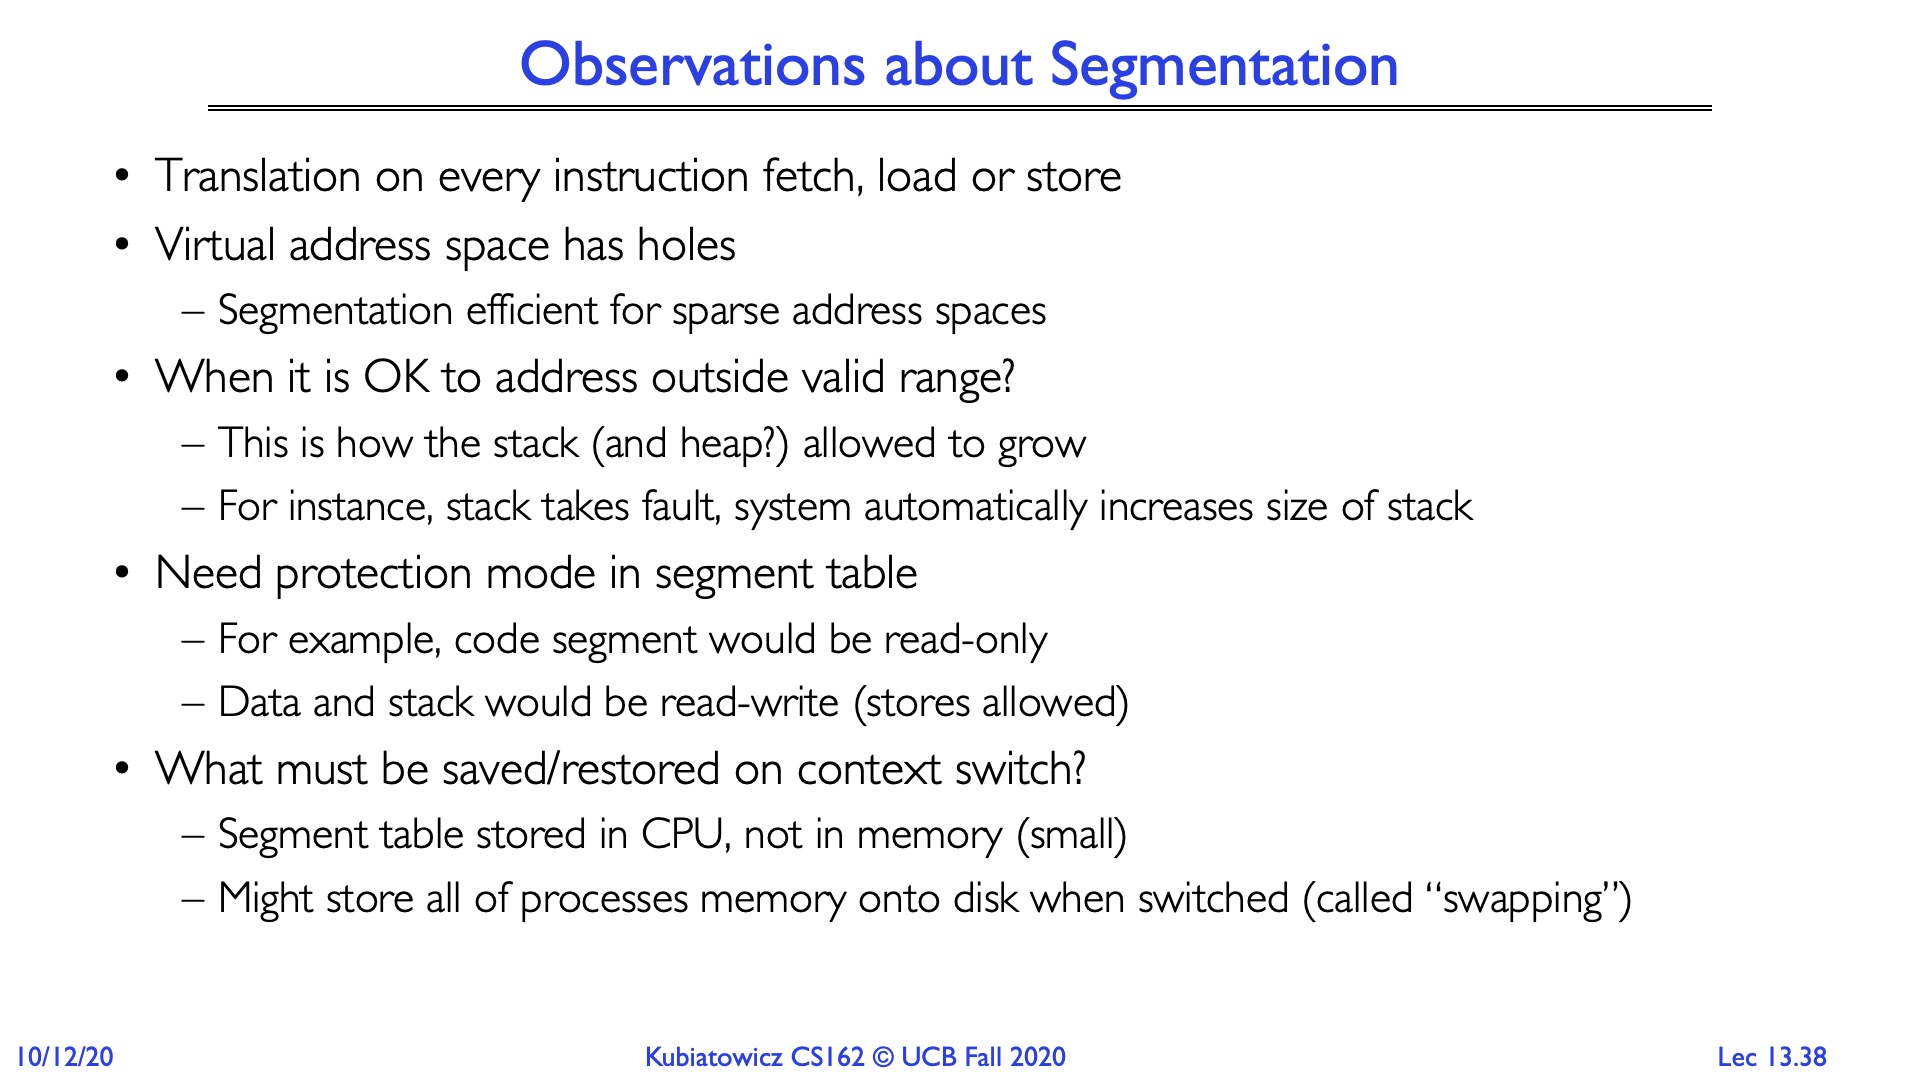 Observations about Segmentation
• Translation on every instruction fetch, load or store
• Virtual address space has holes
– Segmentation efficient for sparse address spaces
• When it is OK to address outside valid range?
– This is how the stack (and heap?) allowed to grow
– For instance, stack takes fault, system automatically increases size of stack
• Need protection mode in segment table
– For example, code segment would be read-only
– Data and stack would be read-write (stores allowed)
• What must be saved/restored on context switch?
– Segment table stored in CPU, not in memory (small)
– Might store all of processes memory onto disk when switched (called “swapping”)
10/12/20
Kubiatowicz CS162 © UCB Fall 2020
Lec 13.38